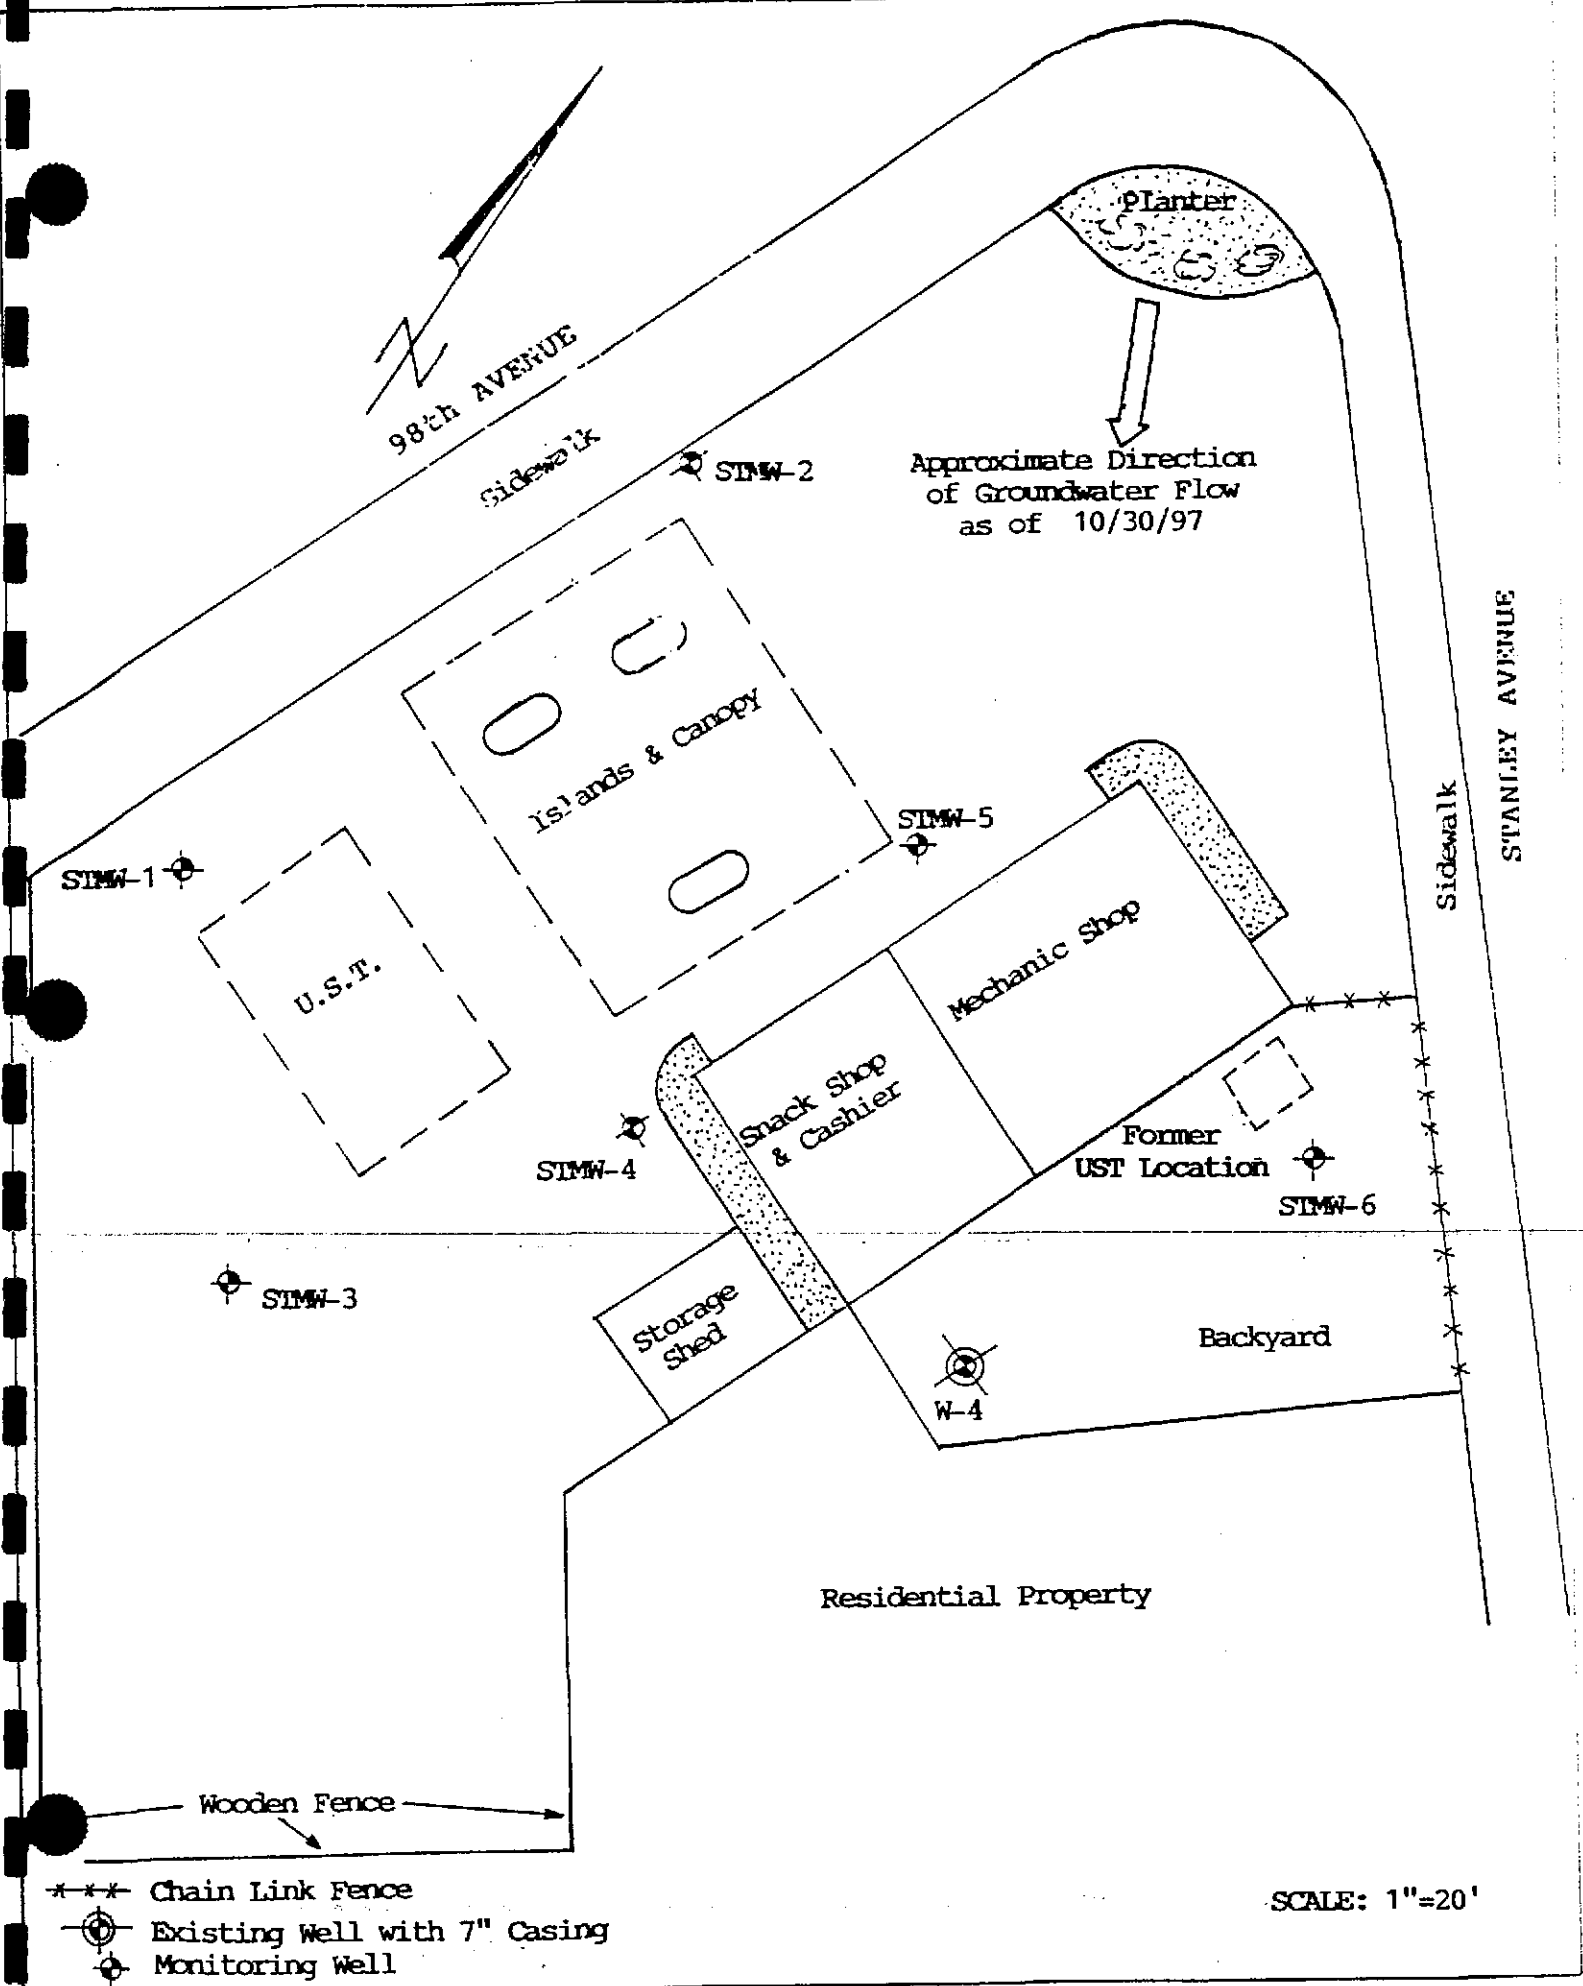 Planter
98th AVENUE
Sidewalk
STMW-2
Approximate Direction
of Groundwater Flow
as of 10/30/97
STANLEY AVENUE
Sidewalk
Islands & Canopy
STMW-5
STMW-1
U.S.T.
Mechanic Shop
Snack Shop
& Cashier
STMW-4
Former
UST Location
STMW-6
STMW-3
Storage
Shed
Backyard
W-4
Residential Property
Wooden Fence
Chain Link Fence
Existing Well with 7" Casing
Monitoring Well
SCALE: 1"=20'
N